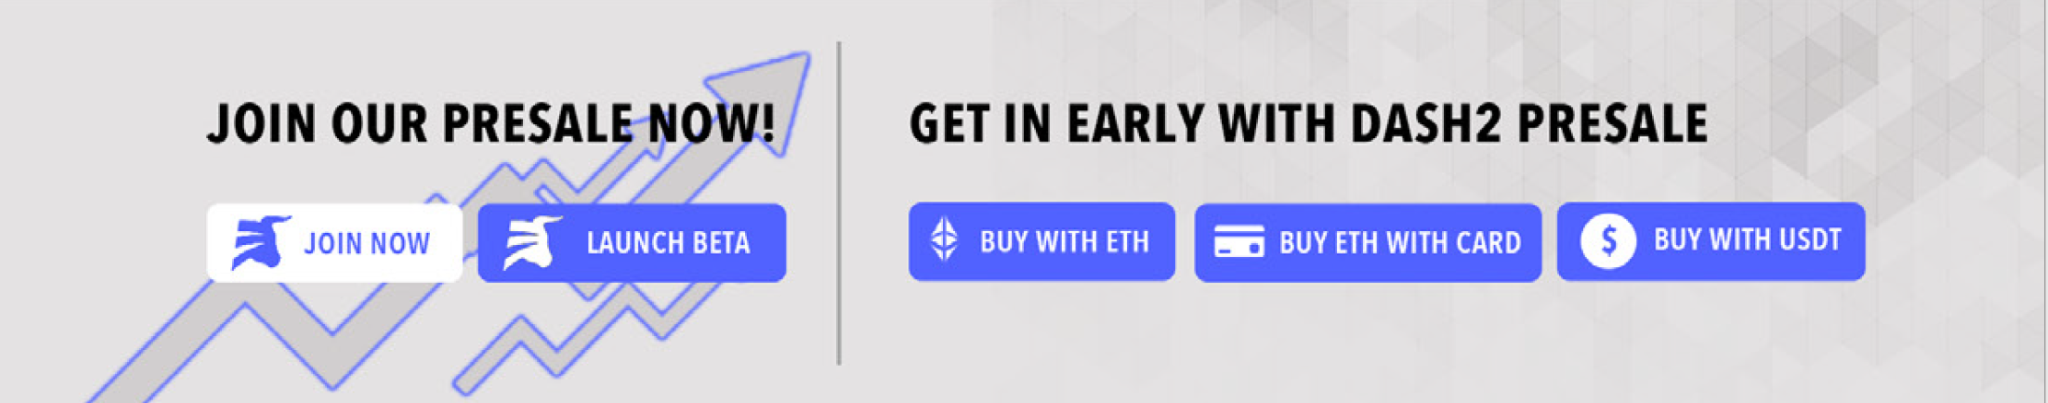 JOIN OUR PRESALE NOW!
JOIN NOW
LAUNCH BETA
GET IN EARLY WITH DASH2 PRESALE
BUY WITH ETH
BUY ETH WITH CARD
$
BUY WITH USDT